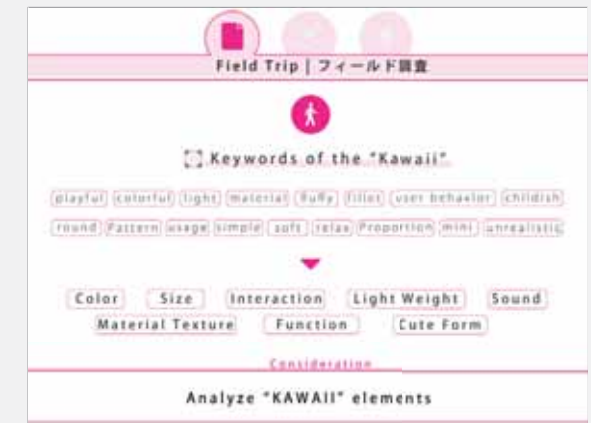 Field Trip | フィールド調査
Keywords of the "Kawaii"
playful colorful light material fluffy filler user behavior childish
round Pattern usage simple soft relax Proportion mini unrealistic
Color Size Interaction Light Weight Sound
Material Texture Function Cute Form
Consideration
Analyze "KAWAII" elements